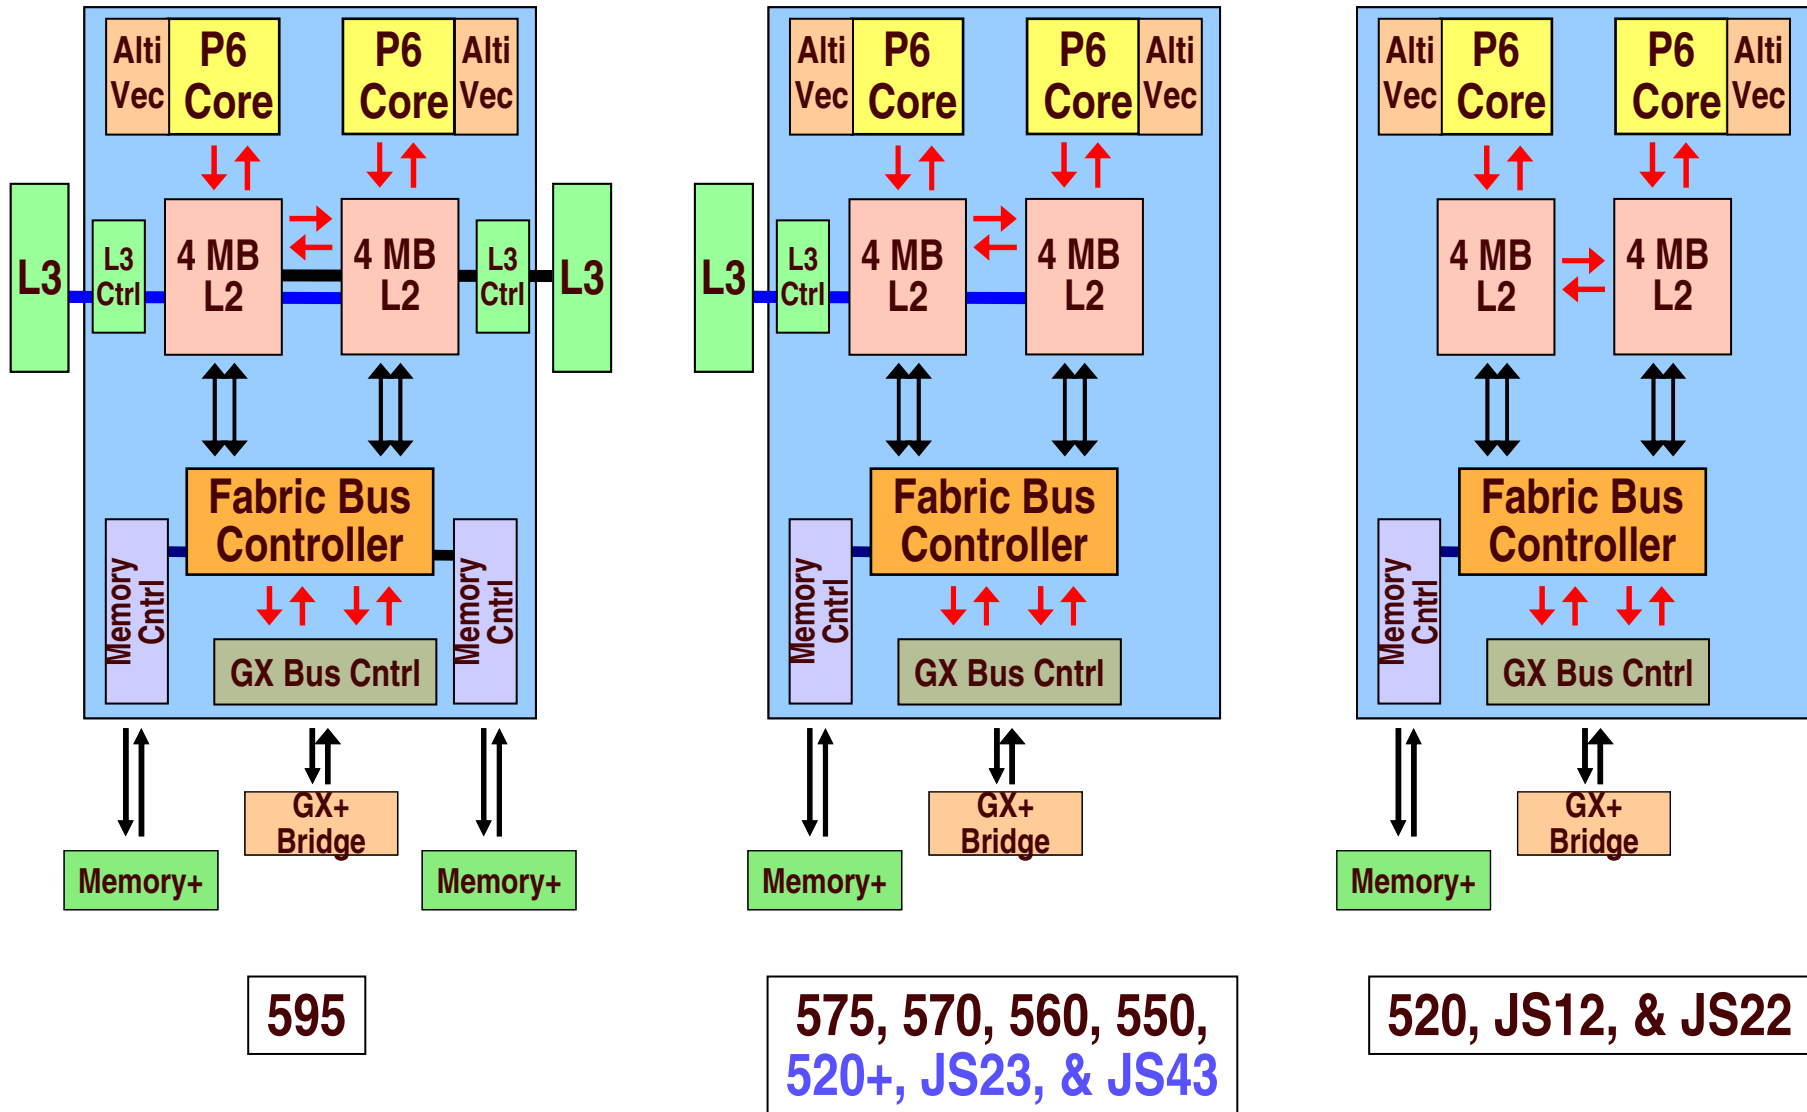 Alti
Vec
P6
Core
P6
Core
Alti
Vec
L3
L3
Ctrl
4 MB
L2
4 MB
L2
L3
Ctrl
L3
Fabric Bus
Controller
Memory
Cntrl
Memory
Cntrl
GX Bus Cntrl
GX+
Bridge
Memory+
Memory+
595
Alti
Vec
P6
Core
P6
Core
Alti
Vec
L3
L3
Ctrl
4 MB
L2
4 MB
L2
Fabric Bus
Controller
Memory
Cntrl
GX Bus Cntrl
GX+
Bridge
Memory+
575, 570, 560, 550,
520+, JS23, & JS43
Alti
Vec
P6
Core
P6
Core
Alti
Vec
4 MB
L2
4 MB
L2
Fabric Bus
Controller
Memory
Cntrl
GX Bus Cntrl
GX+
Bridge
Memory+
520, JS12, & JS22